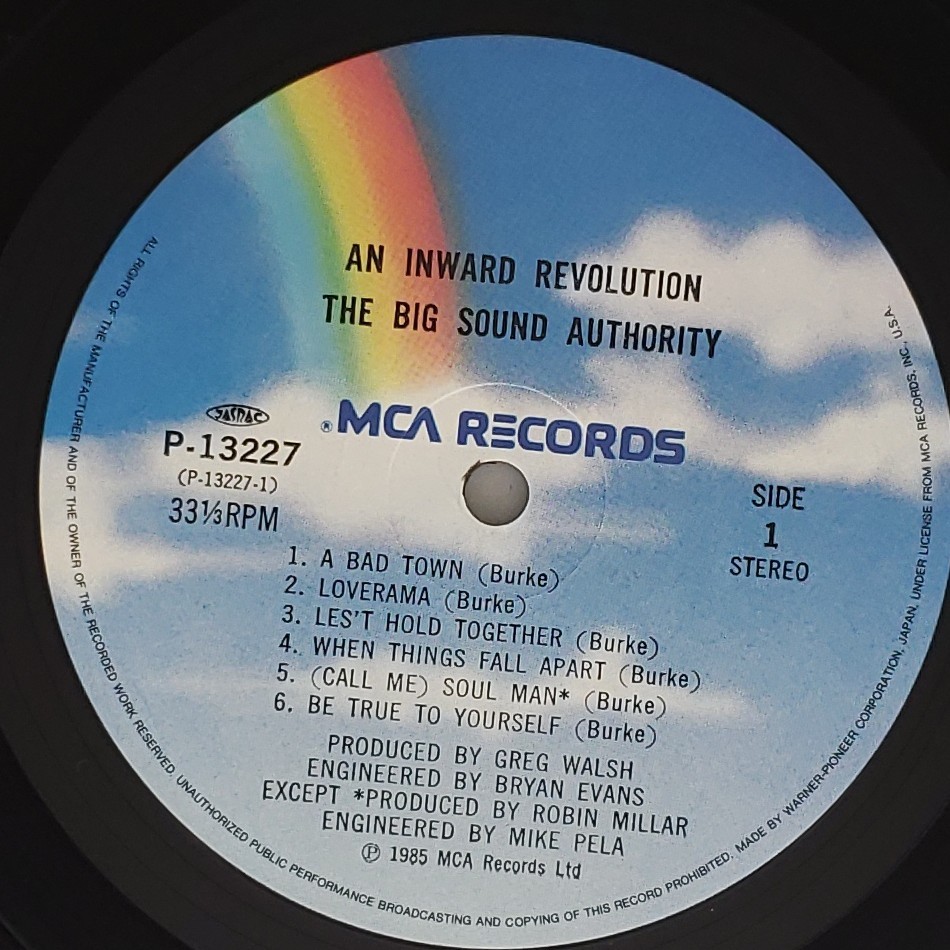 AN INWARD REVOLUTION
THE BIG SOUND AUTHORITY
® MCA RECORDS
JASRAC
P-13227
(P-13227-1)
33⅓RPM
SIDE
1
STEREO
1. A BAD TOWN (Burke)
2. LOVERAMA (Burke)
3. LES'T HOLD TOGETHER (Burke)
4. WHEN THINGS FALL APART (Burke)
5. (CALL ME) SOUL MAN* (Burke)
6. BE TRUE TO YOURSELF (Burke)
PRODUCED BY GREG WALSH
ENGINEERED BY BRYAN EVANS
EXCEPT *PRODUCED BY ROBIN MILLAR
ENGINEERED BY MIKE PELA
℗ 1985 MCA Records Ltd
ALL RIGHTS OF THE MANUFACTURER AND OF THE OWNER OF THE RECORDED WORK RESERVED. UNAUTHORIZED PUBLIC PERFORMANCE BROADCASTING AND COPYING OF THIS RECORD PROHIBITED. MADE BY WARNER-PIONEER CORPORATION, JAPAN, UNDER LICENSE FROM MCA RECORDS, INC., U.S.A.